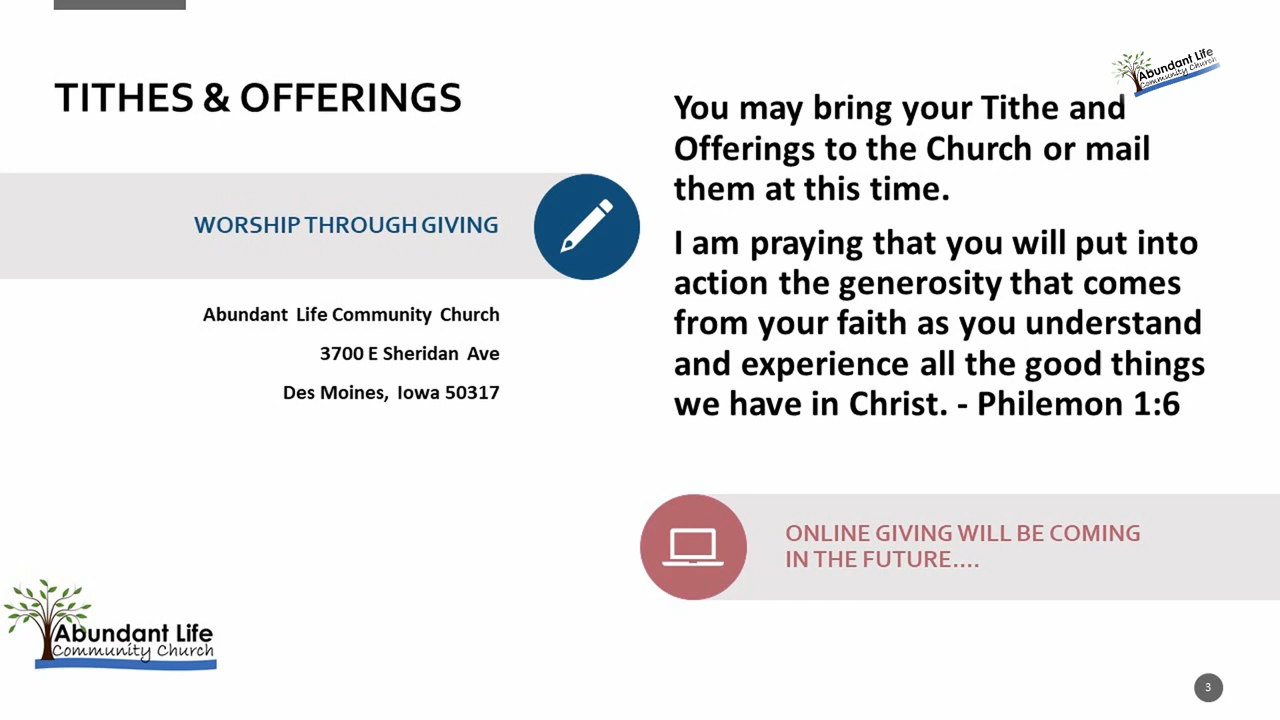 TITHES & OFFERINGS
WORSHIP THROUGH GIVING
Abundant Life Community Church
3700 E Sheridan Ave
Des Moines, Iowa 50317
Abundant Life
Community Church
You may bring your Tithe and
Offerings to the Church or mail
them at this time.
I am praying that you will put into
action the generosity that comes
from your faith as you understand
and experience all the good things
we have in Christ. - Philemon 1:6
ONLINE GIVING WILL BE COMING
IN THE FUTURE....
Abundant Life
Community Church
3